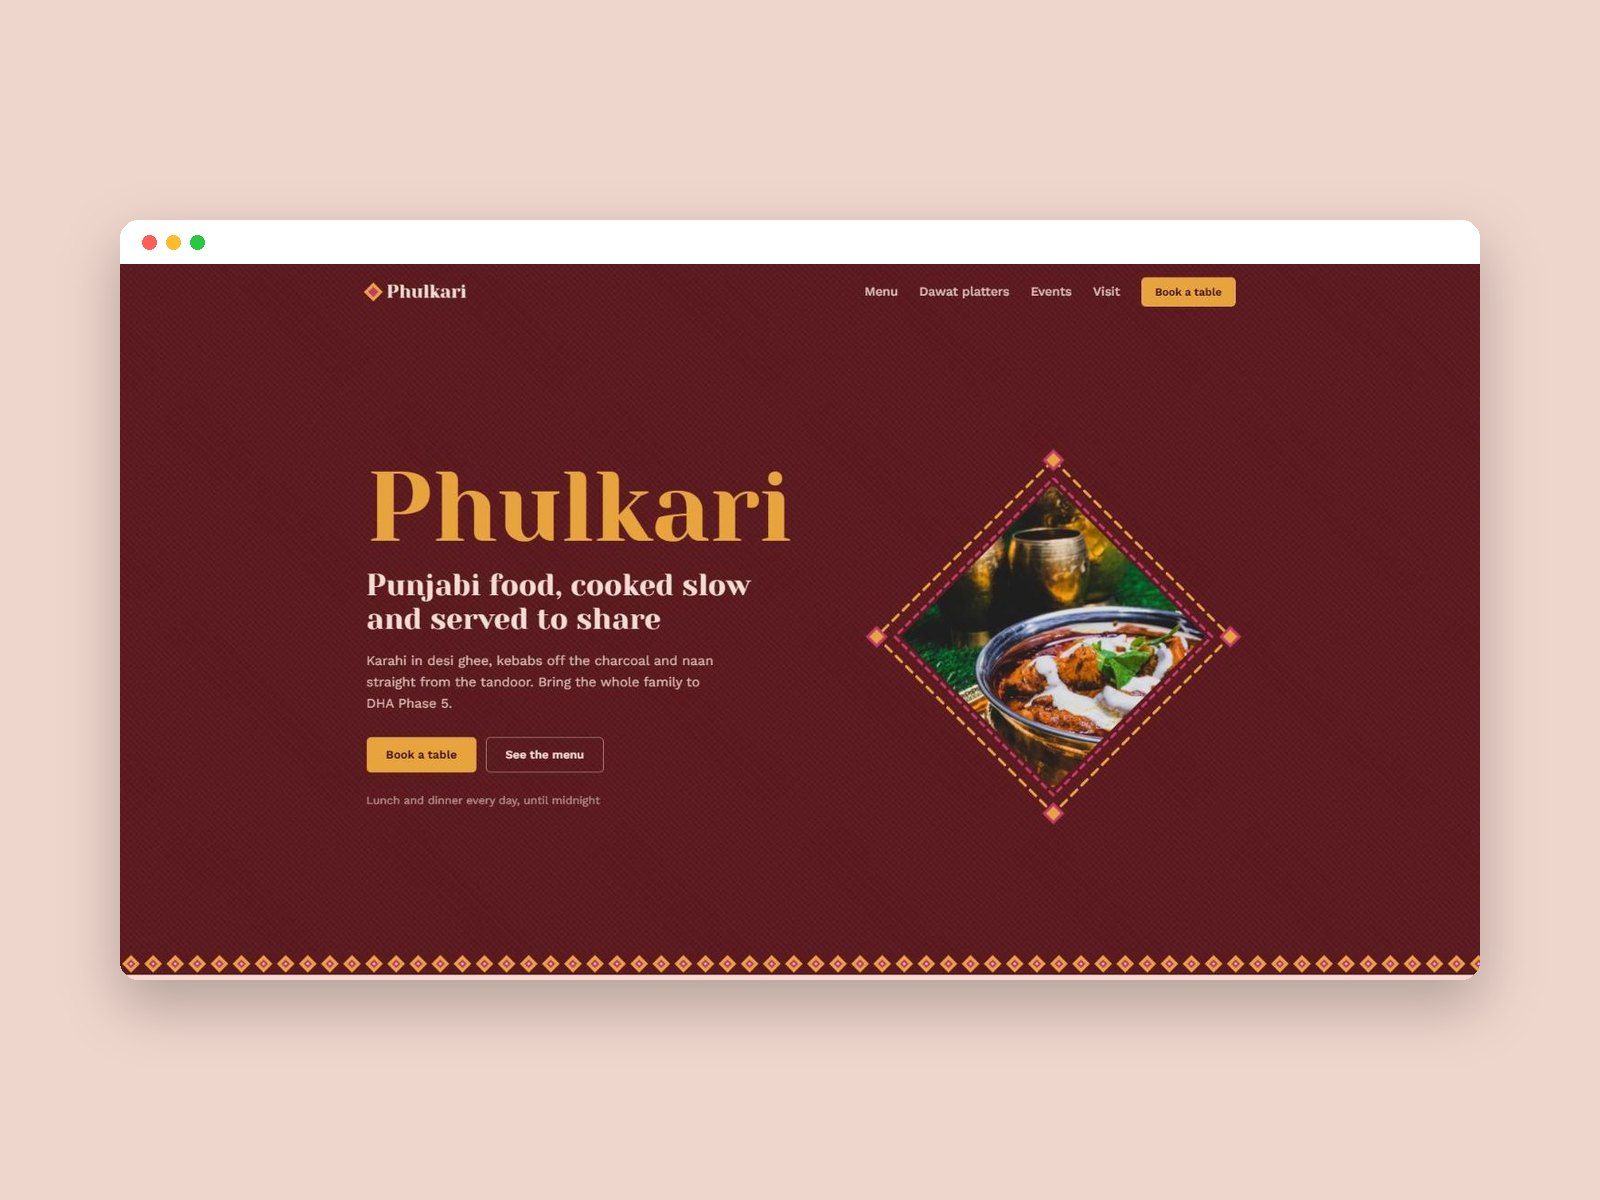 Phulkari
Menu
Dawat platters
Events
Visit
Book a table
Phulkari
Punjabi food, cooked slow
and served to share
Karahi in desi ghee, kebabs off the charcoal and naan
straight from the tandoor. Bring the whole family to
DHA Phase 5.
Book a table
See the menu
Lunch and dinner every day, until midnight